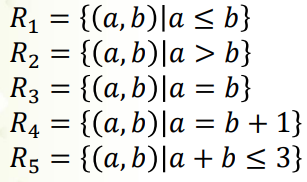 R₁ = {(a, b)|a ≤ b}
R₂ = {(a, b)|a > b}
R₃ = {(a, b)|a = b}
R₄ = {(a, b)|a = b + 1}
R₅ = {(a, b)|a + b ≤ 3}